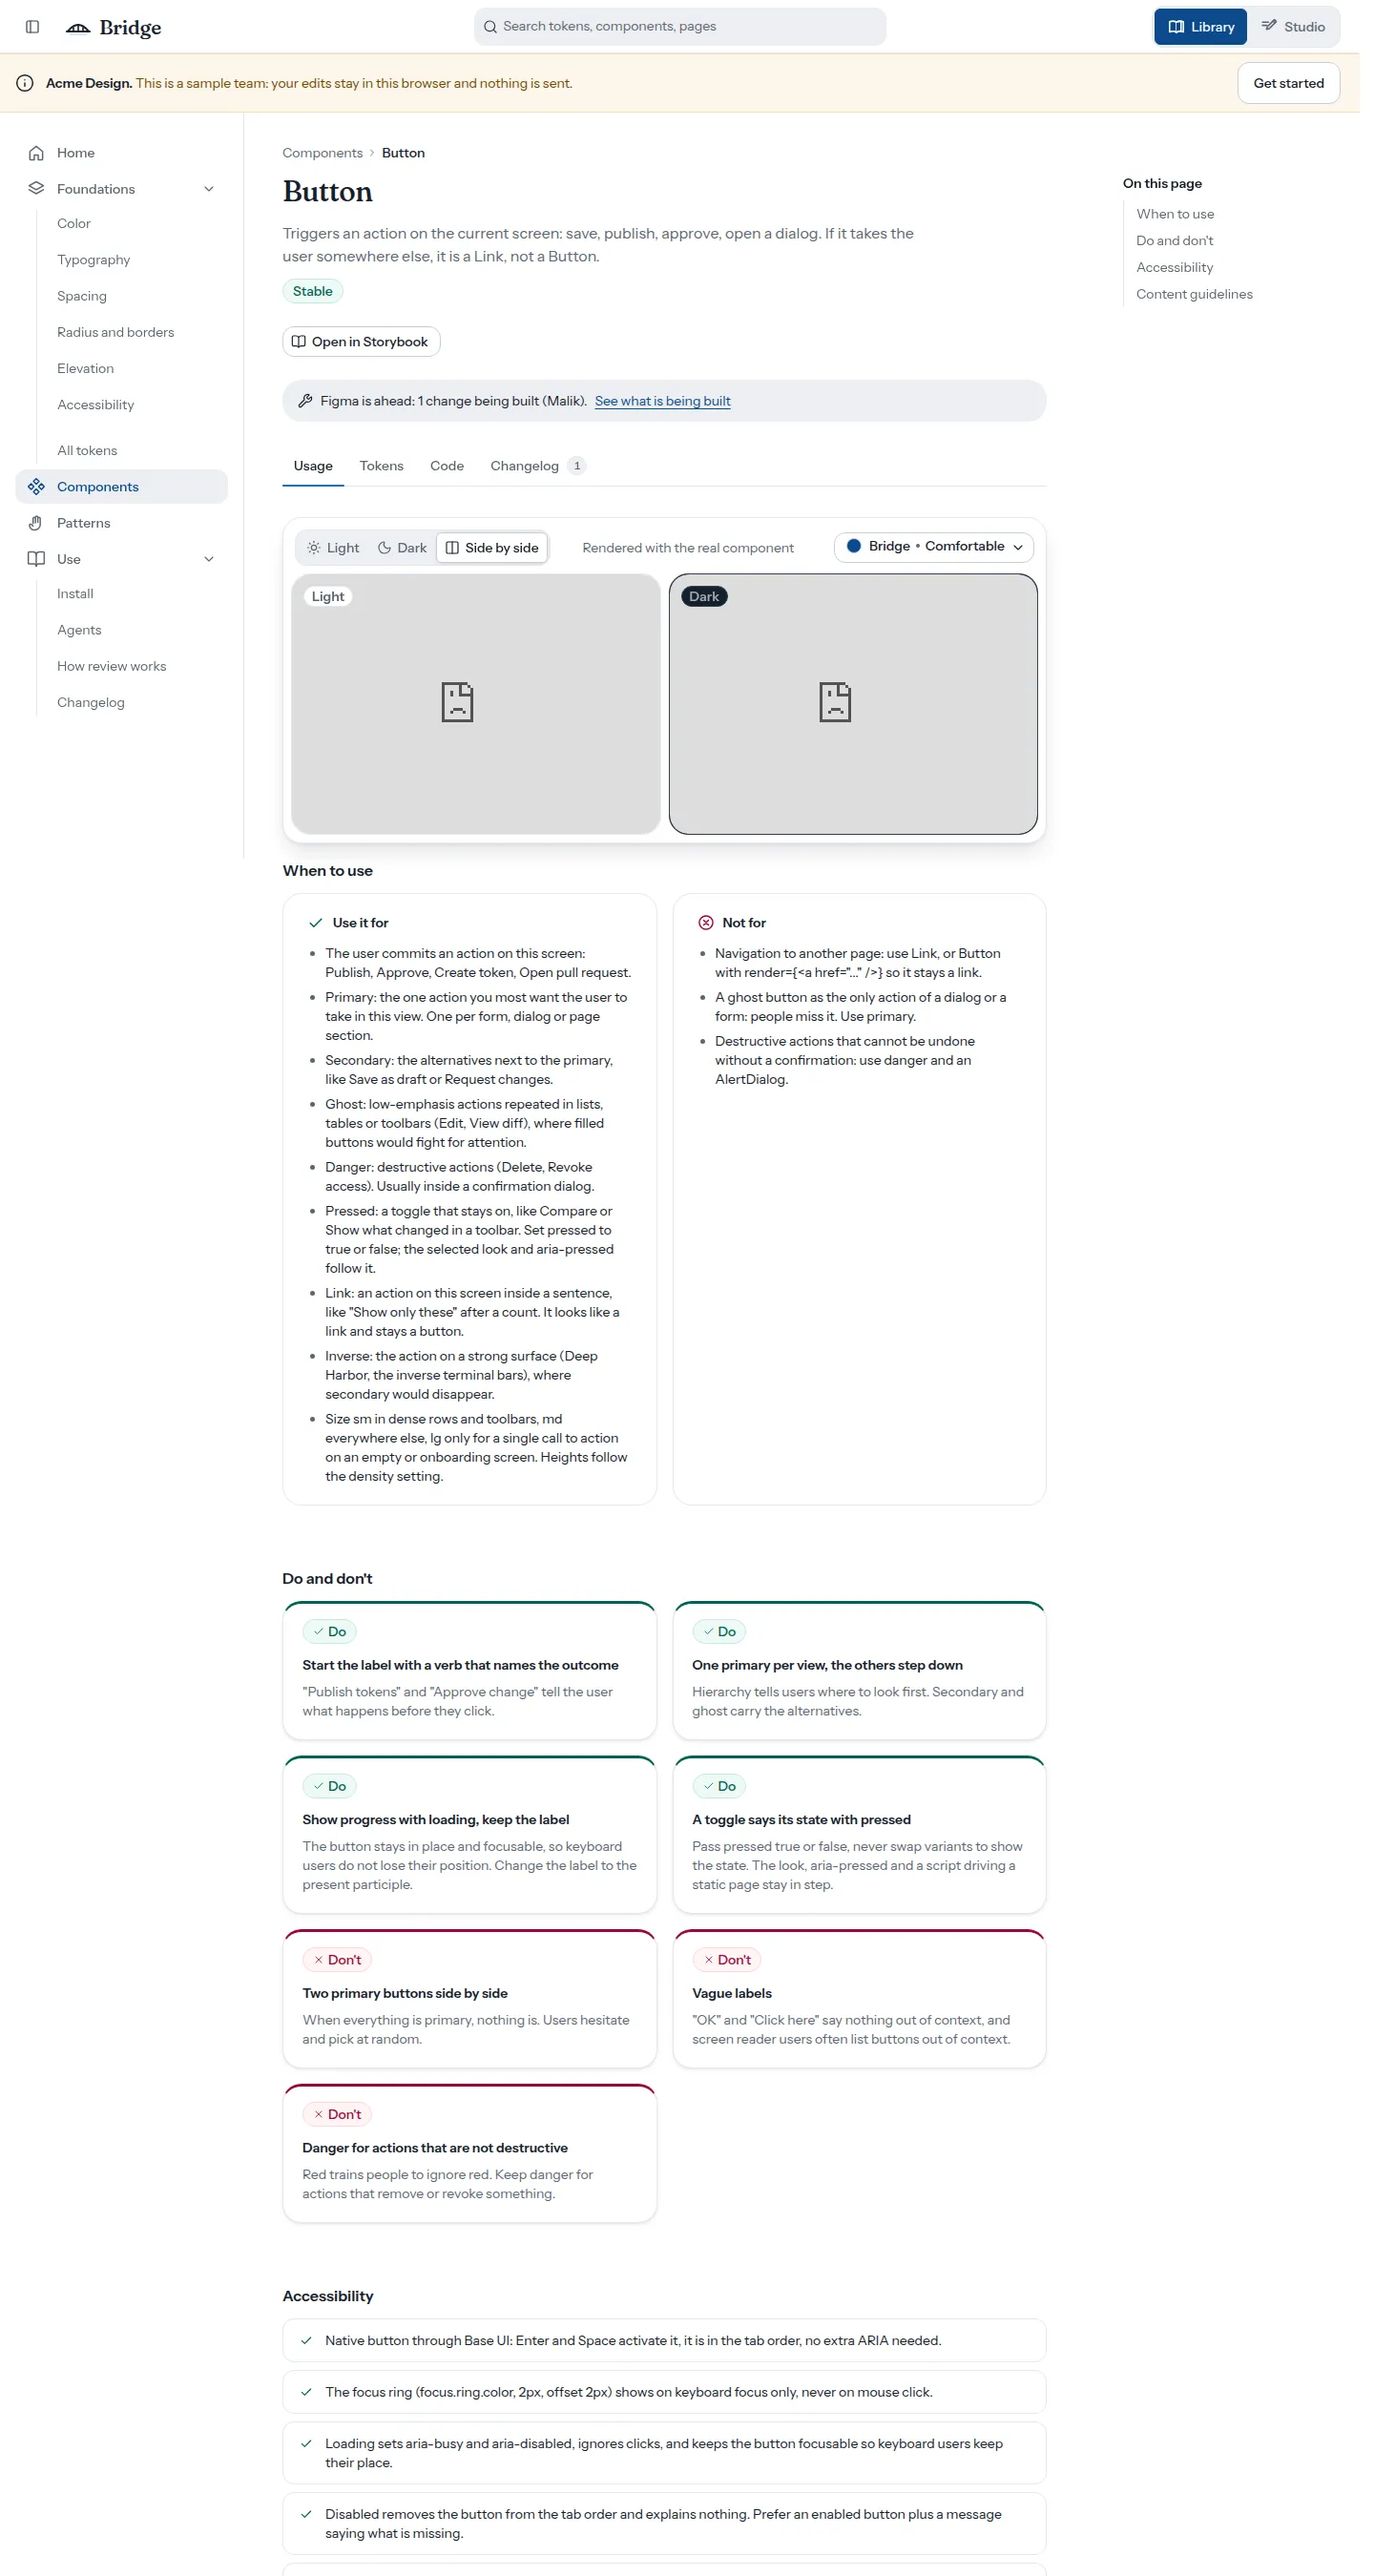 Bridge
Search tokens, components, pages
Library
Studio
Acme Design. This is a sample team: your edits stay in this browser and nothing is sent.
Get started
Home
Foundations
Color
Typography
Spacing
Radius and borders
Elevation
Accessibility
All tokens
Components
Patterns
Use
Install
Agents
How review works
Changelog
Components › Button
Button
Triggers an action on the current screen: save, publish, approve, open a dialog. If it takes the
user somewhere else, it is a Link, not a Button.
Stable
Open in Storybook
Figma is ahead: 1 change being built (Malik). See what is being built
Usage
Tokens
Code
Changelog 1
On this page
When to use
Do and don't
Accessibility
Content guidelines
Light
Dark
Side by side
Rendered with the real component
Bridge • Comfortable
Light
Dark
When to use
Use it for
The user commits an action on this screen:
Publish, Approve, Create token, Open pull request.
Primary: the one action you most want the user to
take in this view. One per form, dialog or page
section.
Secondary: the alternatives next to the primary,
like Save as draft or Request changes.
Ghost: low-emphasis actions repeated in lists,
tables or toolbars (Edit, View diff), where filled
buttons would fight for attention.
Danger: destructive actions (Delete, Revoke
access). Usually inside a confirmation dialog.
Pressed: a toggle that stays on, like Compare or
Show what changed in a toolbar. Set pressed to
true or false; the selected look and aria-pressed
follow it.
Link: an action on this screen inside a sentence,
like "Show only these" after a count. It looks like a
link and stays a button.
Inverse: the action on a strong surface (Deep
Harbor, the inverse terminal bars), where
secondary would disappear.
Size sm in dense rows and toolbars, md
everywhere else, lg only for a single call to action
on an empty or onboarding screen. Heights follow
the density setting.
Not for
Navigation to another page: use Link, or Button
with render={<a href="..." />} so it stays a link.
A ghost button as the only action of a dialog or a
form: people miss it. Use primary.
Destructive actions that cannot be undone
without a confirmation: use danger and an
AlertDialog.
Do and don't
Do
Start the label with a verb that names the outcome
"Publish tokens" and "Approve change" tell the user
what happens before they click.
Do
One primary per view, the others step down
Hierarchy tells users where to look first. Secondary and
ghost carry the alternatives.
Do
Show progress with loading, keep the label
The button stays in place and focusable, so keyboard
users do not lose their position. Change the label to the
present participle.
Do
A toggle says its state with pressed
Pass pressed true or false, never swap variants to show
the state. The look, aria-pressed and a script driving a
static page stay in step.
Don't
Two primary buttons side by side
When everything is primary, nothing is. Users hesitate
and pick at random.
Don't
Vague labels
"OK" and "Click here" say nothing out of context, and
screen reader users often list buttons out of context.
Don't
Danger for actions that are not destructive
Red trains people to ignore red. Keep danger for
actions that remove or revoke something.
Accessibility
Native button through Base UI: Enter and Space activate it, it is in the tab order, no extra ARIA needed.
The focus ring (focus.ring.color, 2px, offset 2px) shows on keyboard focus only, never on mouse click.
Loading sets aria-busy and aria-disabled, ignores clicks, and keeps the button focusable so keyboard users keep
their place.
Disabled removes the button from the tab order and explains nothing. Prefer an enabled button plus a message
saying what is missing.